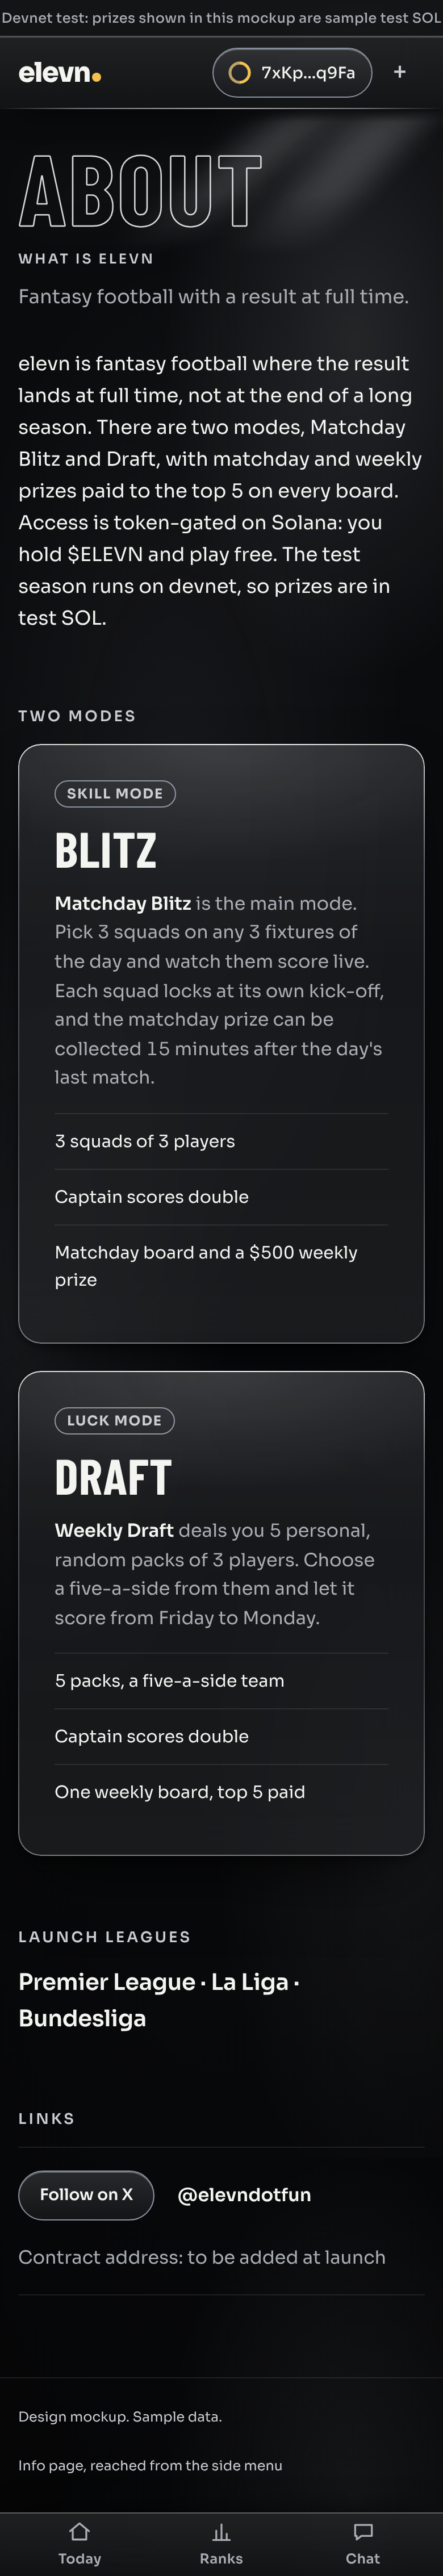 Devnet test: prizes shown in this mockup are sample test SOL
elevn.
7xKp...q9Fa
+
ABOUT
WHAT IS ELEVN
Fantasy football with a result at full time.
elevn is fantasy football where the result
lands at full time, not at the end of a long
season. There are two modes, Matchday
Blitz and Draft, with matchday and weekly
prizes paid to the top 5 on every board.
Access is token-gated on Solana: you
hold $ELEVN and play free. The test
season runs on devnet, so prizes are in
test SOL.
TWO MODES
SKILL MODE
BLITZ
Matchday Blitz is the main mode.
Pick 3 squads on any 3 fixtures of
the day and watch them score live.
Each squad locks at its own kick-off,
and the matchday prize can be
collected 15 minutes after the day's
last match.
3 squads of 3 players
Captain scores double
Matchday board and a $500 weekly
prize
LUCK MODE
DRAFT
Weekly Draft deals you 5 personal,
random packs of 3 players. Choose
a five-a-side from them and let it
score from Friday to Monday.
5 packs, a five-a-side team
Captain scores double
One weekly board, top 5 paid
LAUNCH LEAGUES
Premier League · La Liga ·
Bundesliga
LINKS
Follow on X
@elevndotfun
Contract address: to be added at launch
Design mockup. Sample data.
Info page, reached from the side menu
Today
Ranks
Chat